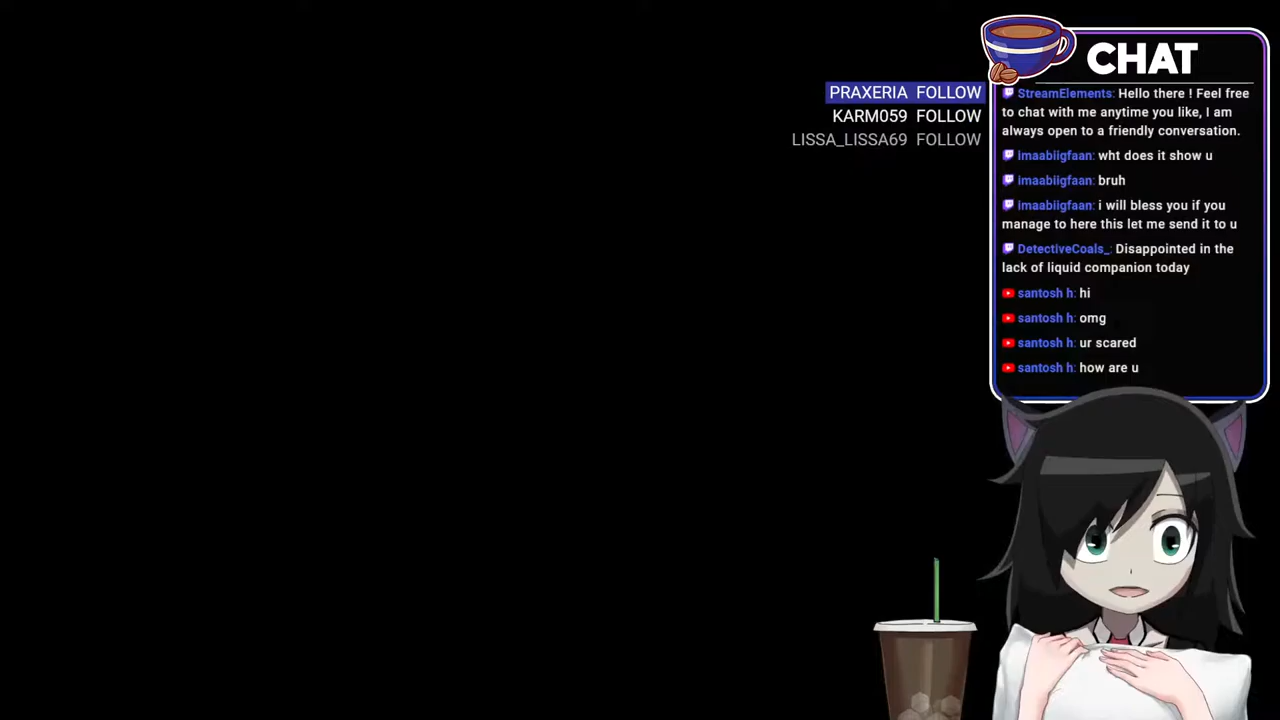 CHAT
PRAXERIA FOLLOW
KARM059 FOLLOW
LISSA_LISSA69 FOLLOW
StreamElements: Hello there ! Feel free
to chat with me anytime you like, I am
always open to a friendly conversation.
imaabiigfaan: wht does it show u
imaabiigfaan: bruh
imaabiigfaan: i will bless you if you
manage to here this let me send it to u
DetectiveCoals_: Disappointed in the
lack of liquid companion today
santosh h: hi
santosh h: omg
santosh h: ur scared
santosh h: how are u